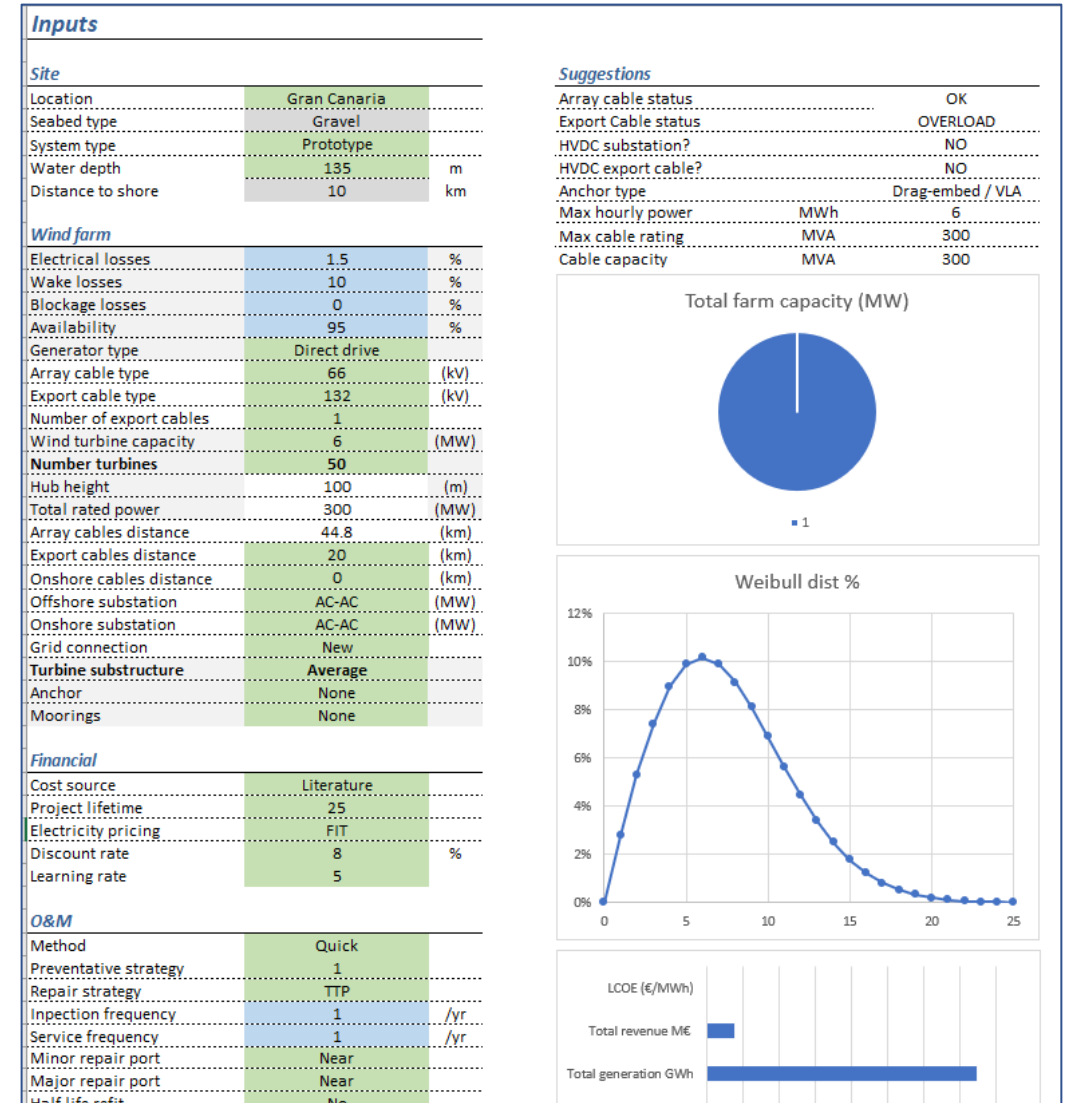 Inputs
Site
Location Gran Canaria
Seabed type Gravel
System type Prototype
Water depth 135 m
Distance to shore 10 km
Wind farm
Electrical losses 1.5 %
Wake losses 10 %
Blockage losses 0 %
Availability 95 %
Generator type Direct drive
Array cable type 66 (kV)
Export cable type 132 (kV)
Number of export cables 1
Wind turbine capacity 6 (MW)
Number turbines 50
Hub height 100 (m)
Total rated power 300 (MW)
Array cables distance 44.8 (km)
Export cables distance 20 (km)
Onshore cables distance 0 (km)
Offshore substation AC-AC (MW)
Onshore substation AC-AC (MW)
Grid connection New
Turbine substructure Average
Anchor None
Moorings None
Financial
Cost source Literature
Project lifetime 25
Electricity pricing FIT
Discount rate 8 %
Learning rate 5
O&M
Method Quick
Preventative strategy 1
Repair strategy TTP
Inpection frequency 1 /yr
Service frequency 1 /yr
Minor repair port Near
Major repair port Near
Half life refit No
Suggestions
Array cable status OK
Export Cable status OVERLOAD
HVDC substation? NO
HVDC export cable? NO
Anchor type Drag-embed / VLA
Max hourly power MWh 6
Max cable rating MVA 300
Cable capacity MVA 300
Total farm capacity (MW)
1
Weibull dist %
12%
10%
8%
6%
4%
2%
0%
0 5 10 15 20 25
LCOE (€/MWh)
Total revenue M€
Total generation GWh